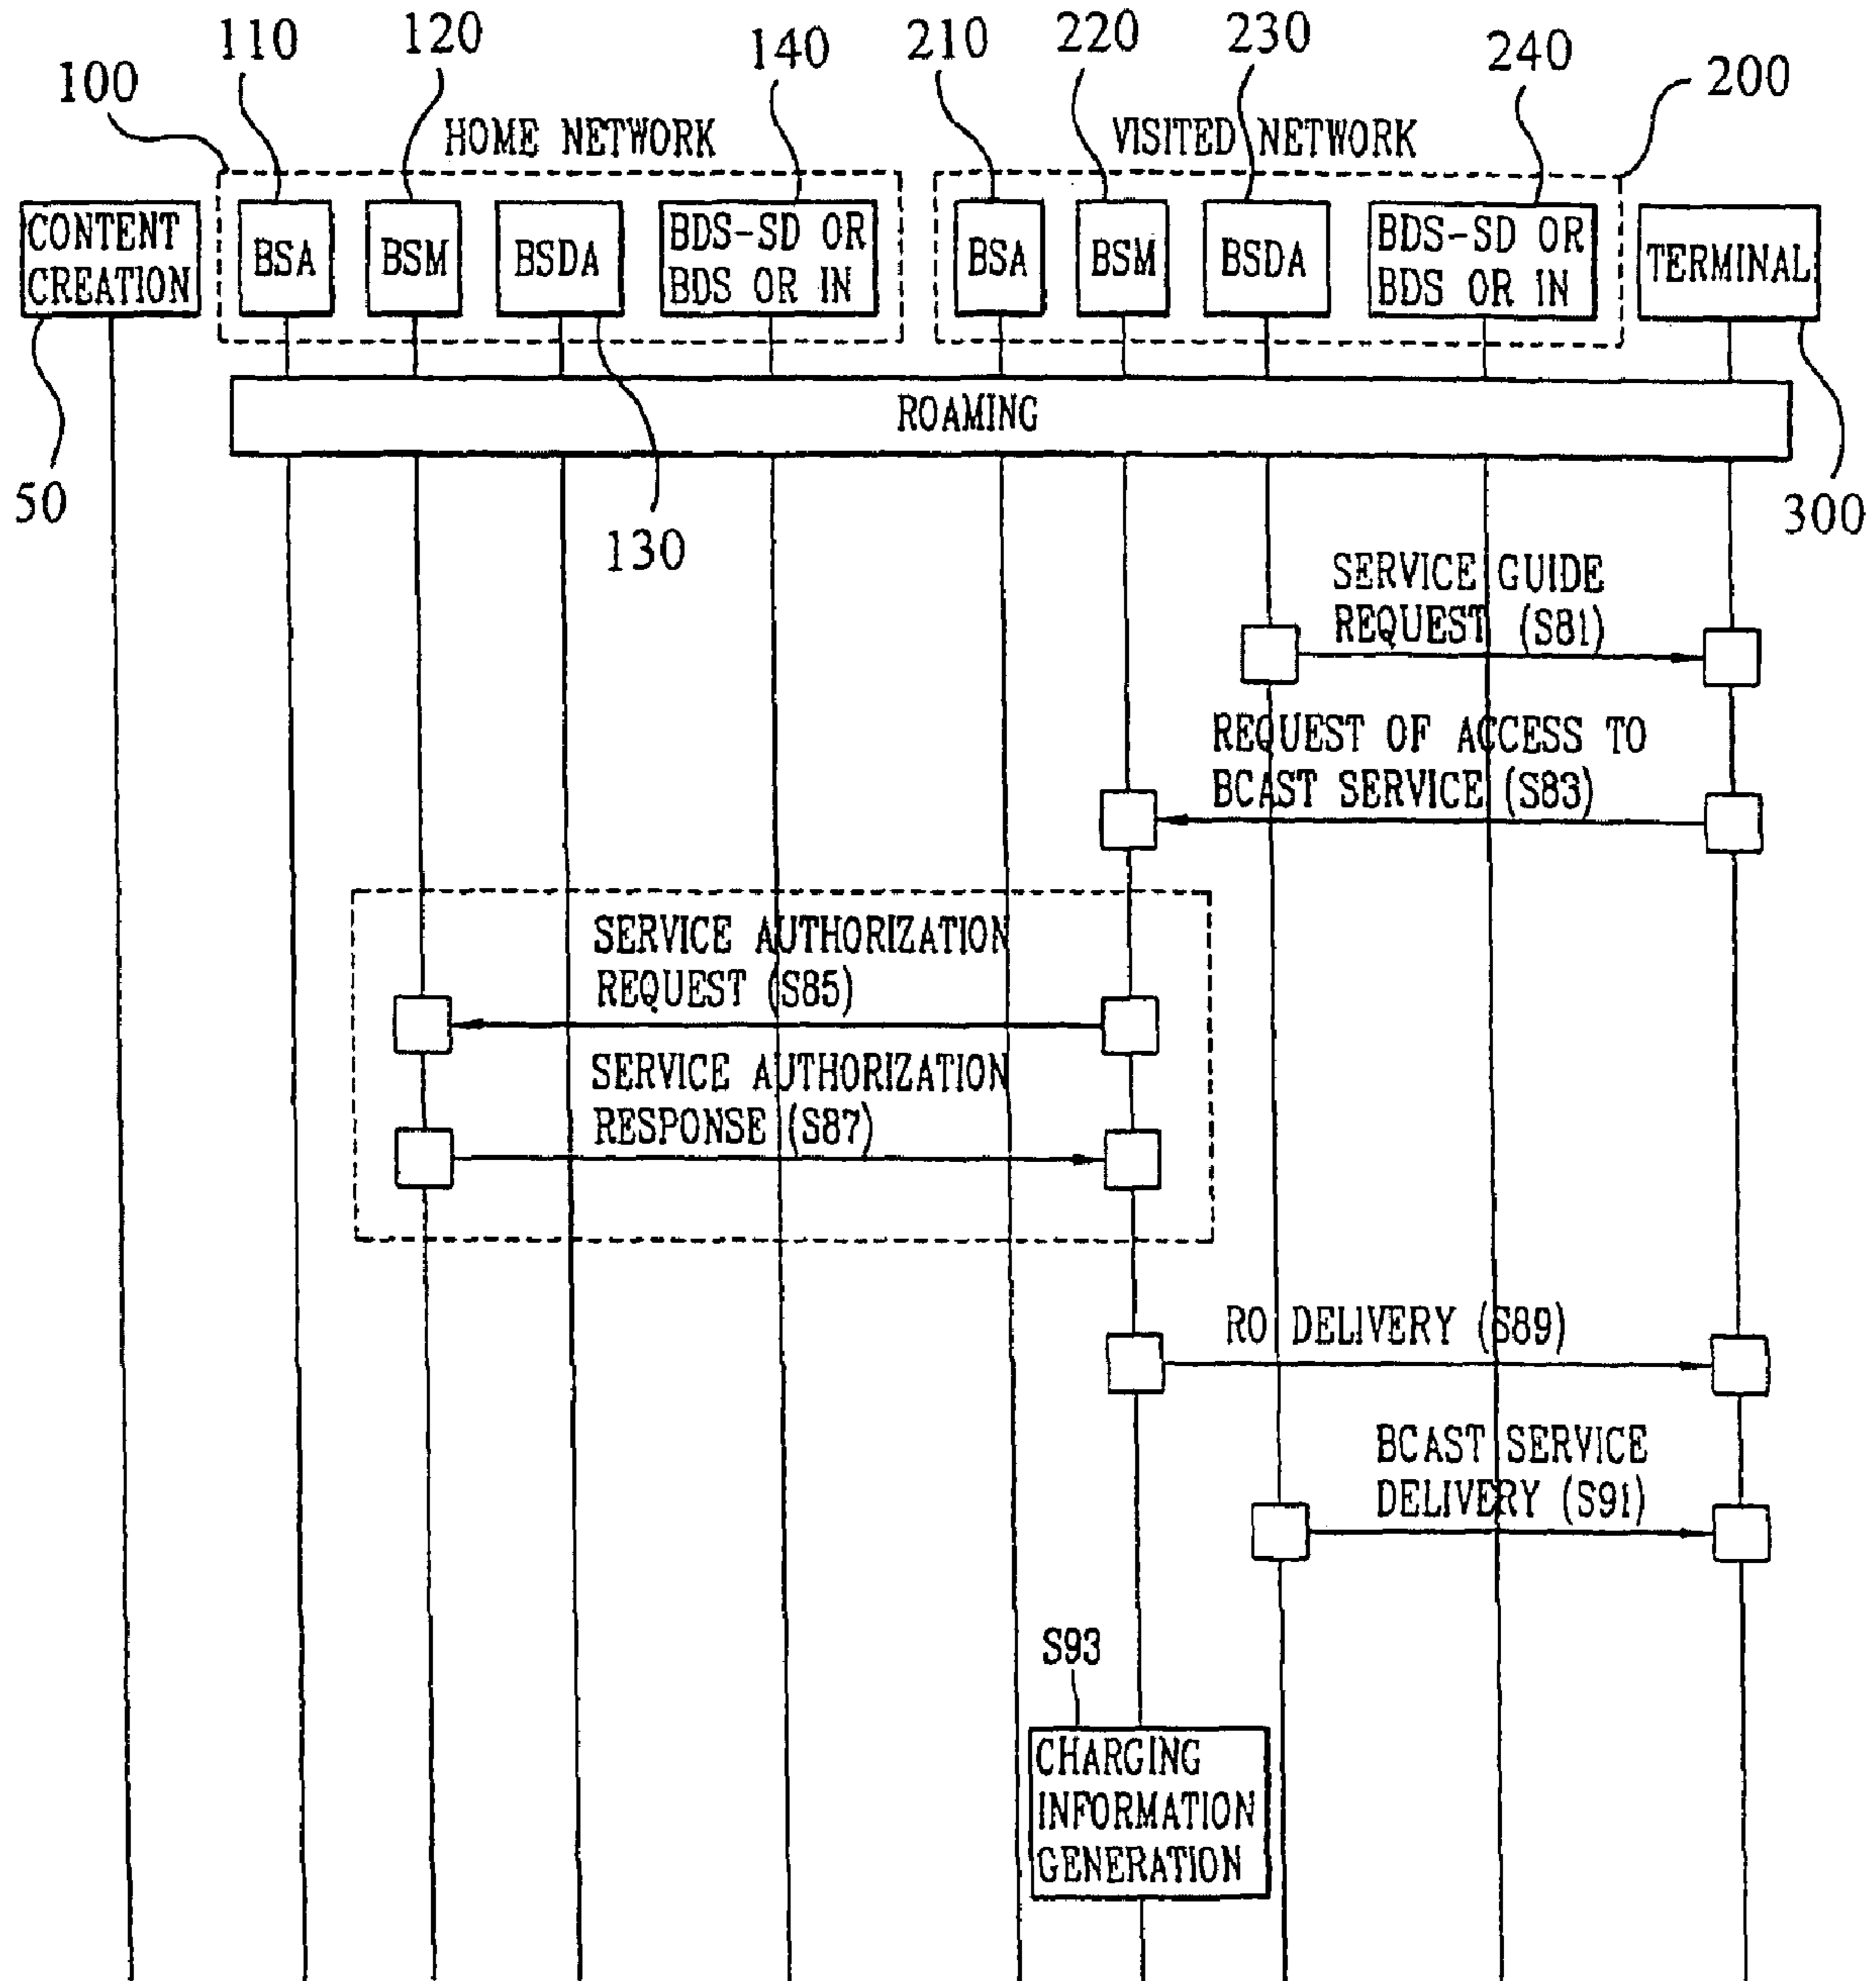 110
120
140
210
220
230
240
100
200
HOME NETWORK
VISITED NETWORK
CONTENT
CREATION
BSA
BSM
BSDA
BDS-SD OR
BDS OR IN
BSA
BSM
BSDA
BDS-SD OR
BDS OR IN
TERMINAL
ROAMING
50
130
300
SERVICE GUIDE
REQUEST (S81)
REQUEST OF ACCESS TO
BCAST SERVICE (S83)
SERVICE AUTHORIZATION
REQUEST (S85)
SERVICE AUTHORIZATION
RESPONSE (S87)
RO DELIVERY (S89)
BCAST SERVICE
DELIVERY (S91)
S93
CHARGING
INFORMATION
GENERATION